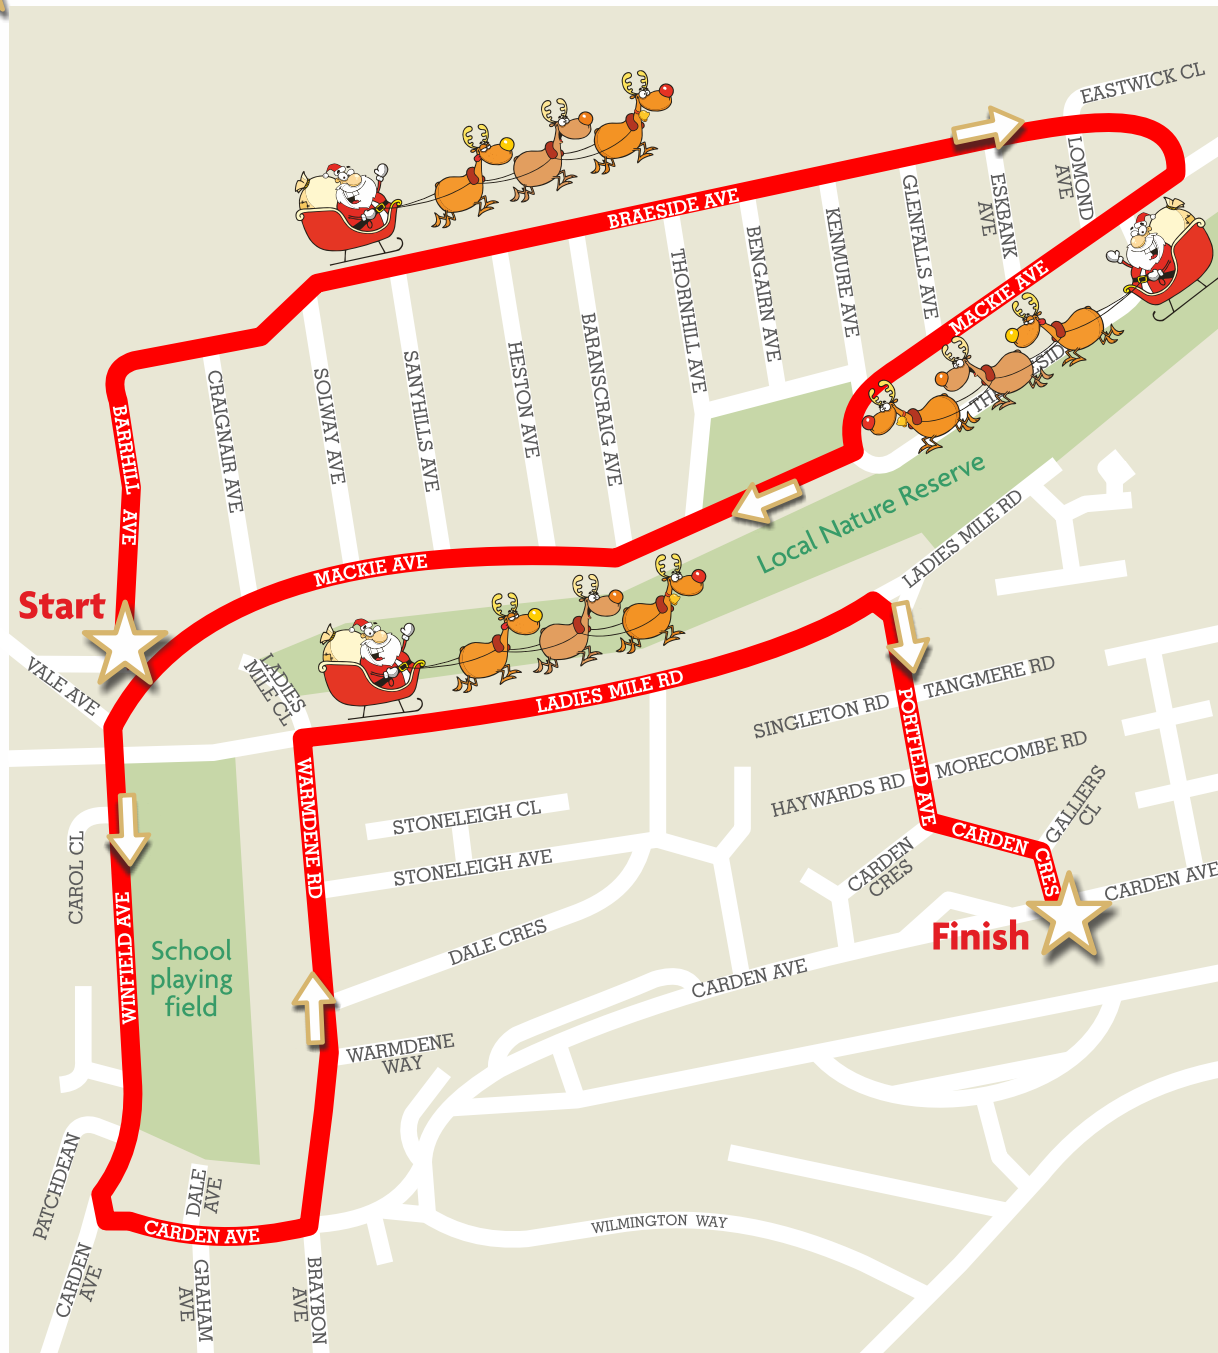 EASTWICK CL
LOMOND
AVE
ESKBANK
AVE
GLENFALLS AVE
KENMURE AVE
BENGAIRN AVE
THORNHILL AVE
BRAESIDE AVE
MACKIE AVE
BARANSCRAIG AVE
HESTON AVE
SANYHILLS AVE
SOLWAY AVE
CRAIGNAIR AVE
BARRHILL AVE
Local Nature Reserve
LADIES MILE RD
MACKIE AVE
Start
VALE AVE
LADIES
MILE CL
LADIES MILE RD
SINGLETON RD
TANGMERE RD
PORTFIELD AVE
HAYWARDS RD
MORECOMBE RD
GALLIERS
CL
WARMDENE RD
STONELEIGH CL
STONELEIGH AVE
CARDEN
CRES
CARDEN CRES
CARDEN AVE
Finish
CAROL CL
WINFIELD AVE
School
playing
field
DALE CRES
CARDEN AVE
WARMDENE
WAY
PATCHDEAN
DALE
AVE
CARDEN AVE
WILMINGTON WAY
CARDEN
AVE
GRAHAM
AVE
BRAYBON
AVE